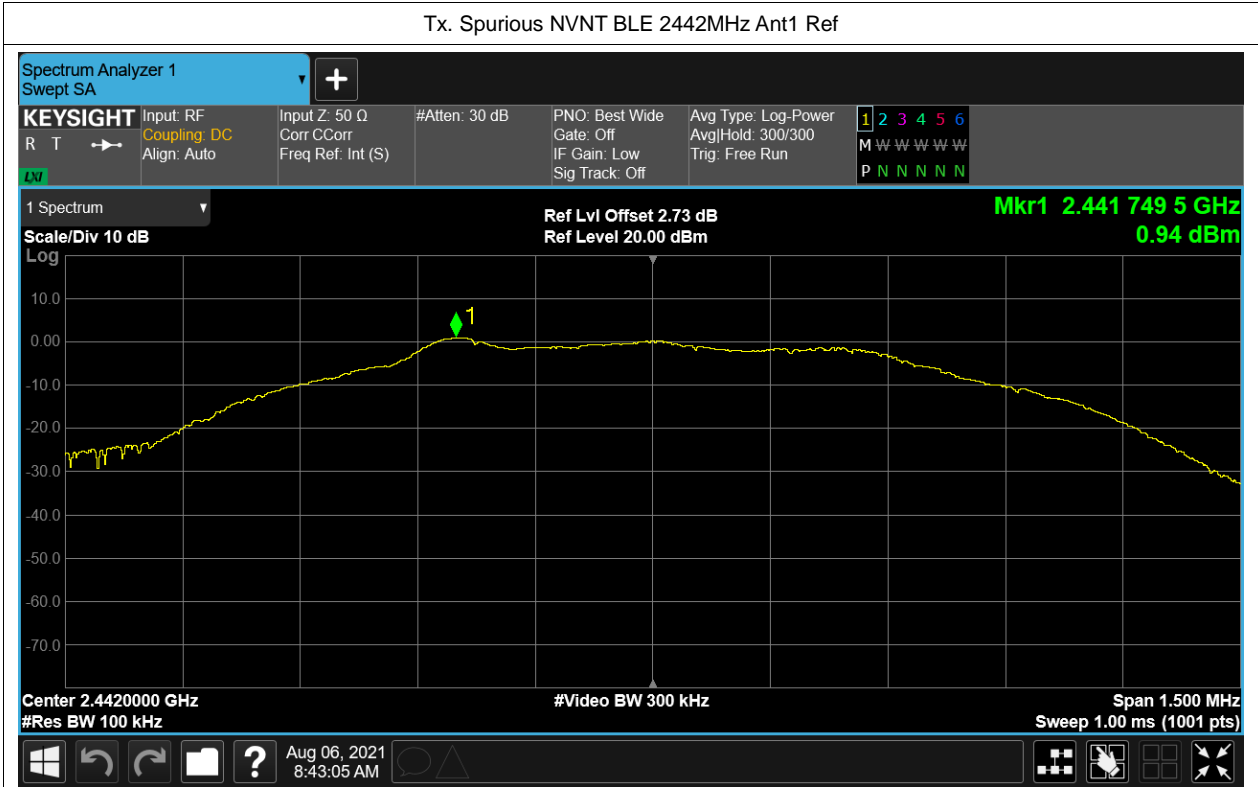 Tx. Spurious NVNT BLE 2442MHz Ant1 Ref
Spectrum Analyzer 1
Swept SA
+
KEYSIGHT
R T
LXI
Input: RF
Coupling: DC
Align: Auto
Input Z: 50 Ω
Corr CCorr
Freq Ref: Int (S)
#Atten: 30 dB
PNO: Best Wide
Gate: Off
IF Gain: Low
Sig Track: Off
Avg Type: Log-Power
Avg|Hold: 300/300
Trig: Free Run
1 2 3 4 5 6
M W W W W W
P N N N N N
1 Spectrum
Scale/Div 10 dB
Ref Lvl Offset 2.73 dB
Ref Level 20.00 dBm
Mkr1 2.441 749 5 GHz
0.94 dBm
Log
10.0
0.00
-10.0
-20.0
-30.0
-40.0
-50.0
-60.0
-70.0
1
Center 2.4420000 GHz
#Res BW 100 kHz
#Video BW 300 kHz
Span 1.500 MHz
Sweep 1.00 ms (1001 pts)
?
Aug 06, 2021
8:43:05 AM